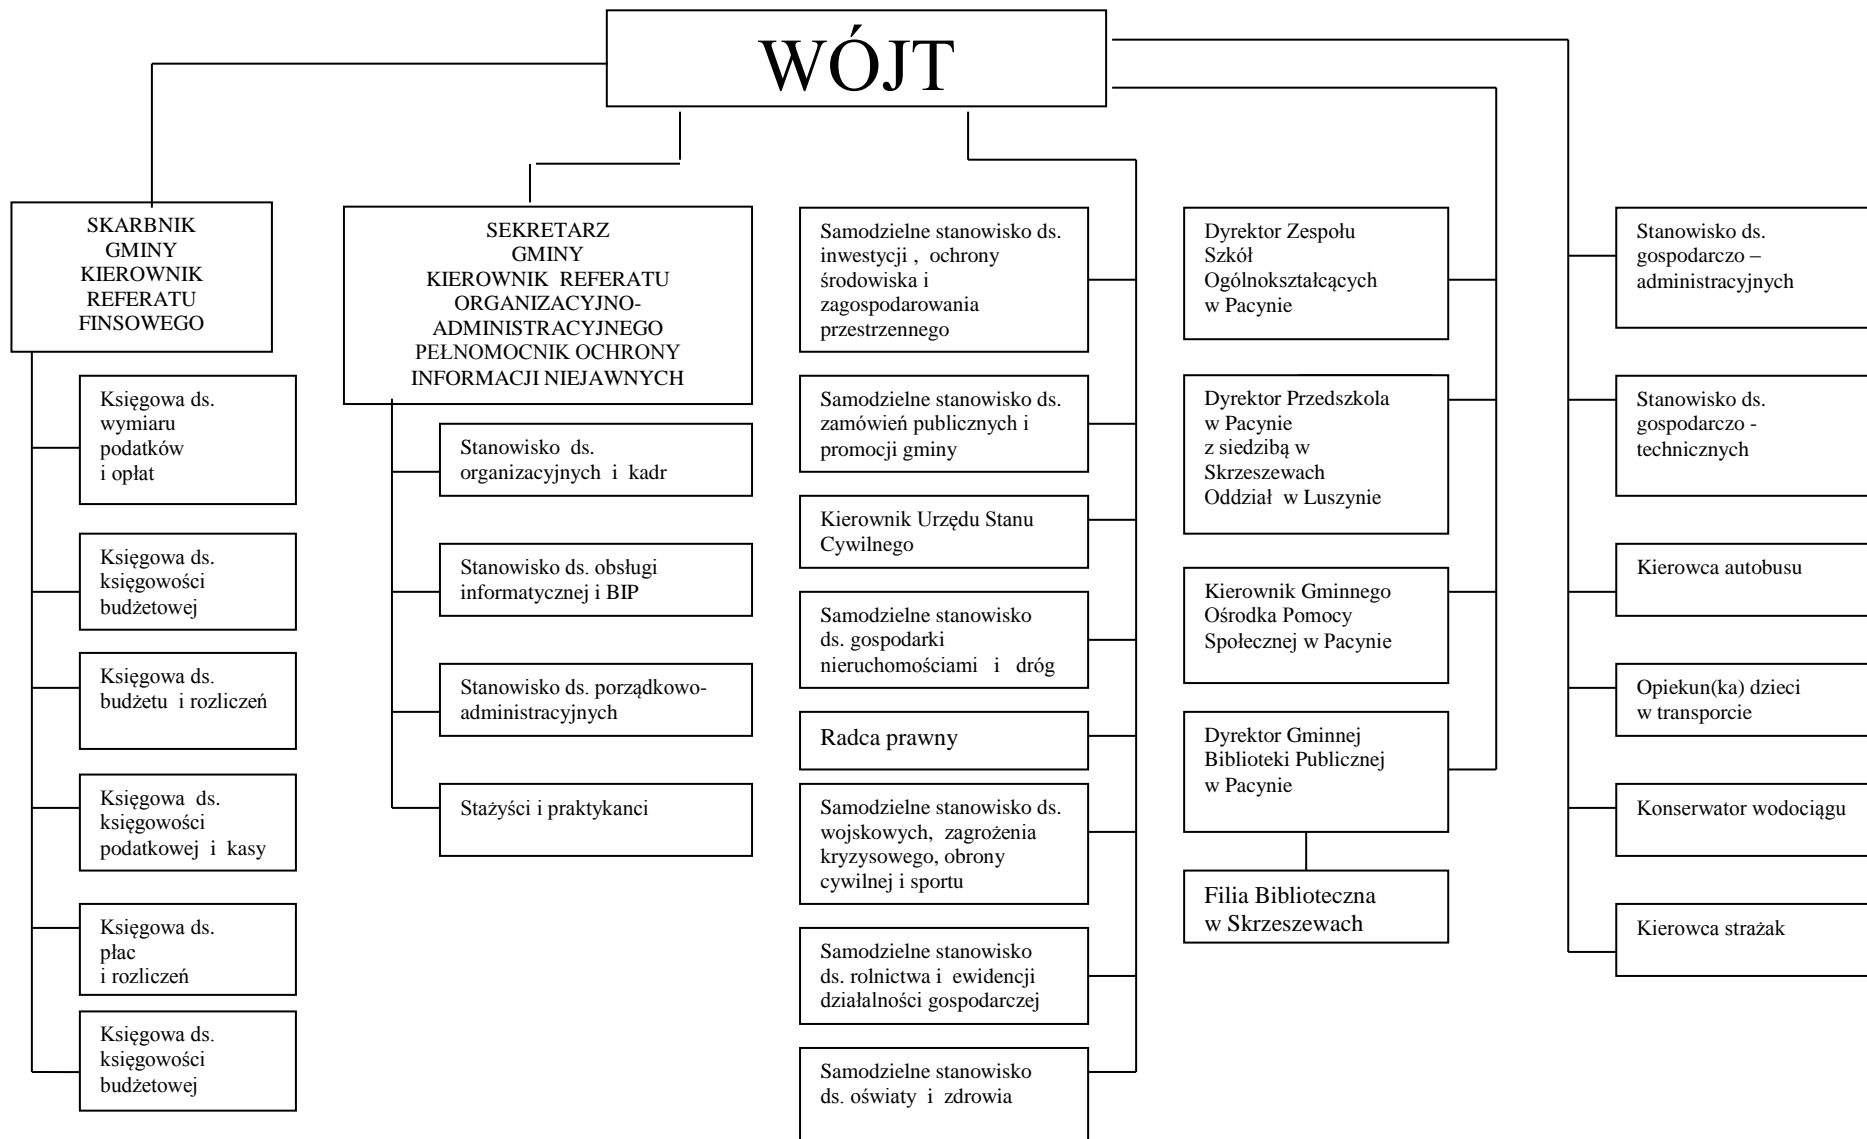 WÓJT
SKARBNIK
GMINY
KIEROWNIK
REFERATU
FINSOWEGO
Księgowa ds.
wymiaru
podatków
i opłat
Księgowa ds.
księgowości
budżetowej
Księgowa ds.
budżetu i rozliczeń
Księgowa ds.
księgowości
podatkowej i kasy
Księgowa ds.
płac
i rozliczeń
Księgowa ds.
księgowości
budżetowej
SEKRETARZ
GMINY
KIEROWNIK REFERATU
ORGANIZACYJNO-
ADMINISTRACYJNEGO
PEŁNOMOCNIK OCHRONY
INFORMACJI NIEJAWNYCH
Stanowisko ds.
organizacyjnych i kadr
Stanowisko ds. obsługi
informatycznej i BIP
Stanowisko ds. porządkowo-
administracyjnych
Stażyści i praktykanci
Samodzielne stanowisko ds.
inwestycji , ochrony
środowiska i
zagospodarowania
przestrzennego
Samodzielne stanowisko ds.
zamówień publicznych i
promocji gminy
Kierownik Urzędu Stanu
Cywilnego
Samodzielne stanowisko
ds. gospodarki
nieruchomościami i dróg
Radca prawny
Samodzielne stanowisko ds.
wojskowych, zagrożenia
kryzysowego, obrony
cywilnej i sportu
Samodzielne stanowisko
ds. rolnictwa i ewidencji
działalności gospodarczej
Samodzielne stanowisko
ds. oświaty i zdrowia
Dyrektor Zespołu
Szkół
Ogólnokształcących
w Pacynie
Dyrektor Przedszkola
w Pacynie
z siedzibą w
Skrzeszewach
Oddział w Luszynie
Kierownik Gminnego
Ośrodka Pomocy
Społecznej w Pacynie
Dyrektor Gminnej
Biblioteki Publicznej
w Pacynie
Filia Biblioteczna
w Skrzeszewach
Stanowisko ds.
gospodarczo –
administracyjnych
Stanowisko ds.
gospodarczo -
technicznych
Kierowca autobusu
Opiekun(ka) dzieci
w transporcie
Konserwator wodociągu
Kierowca strażak